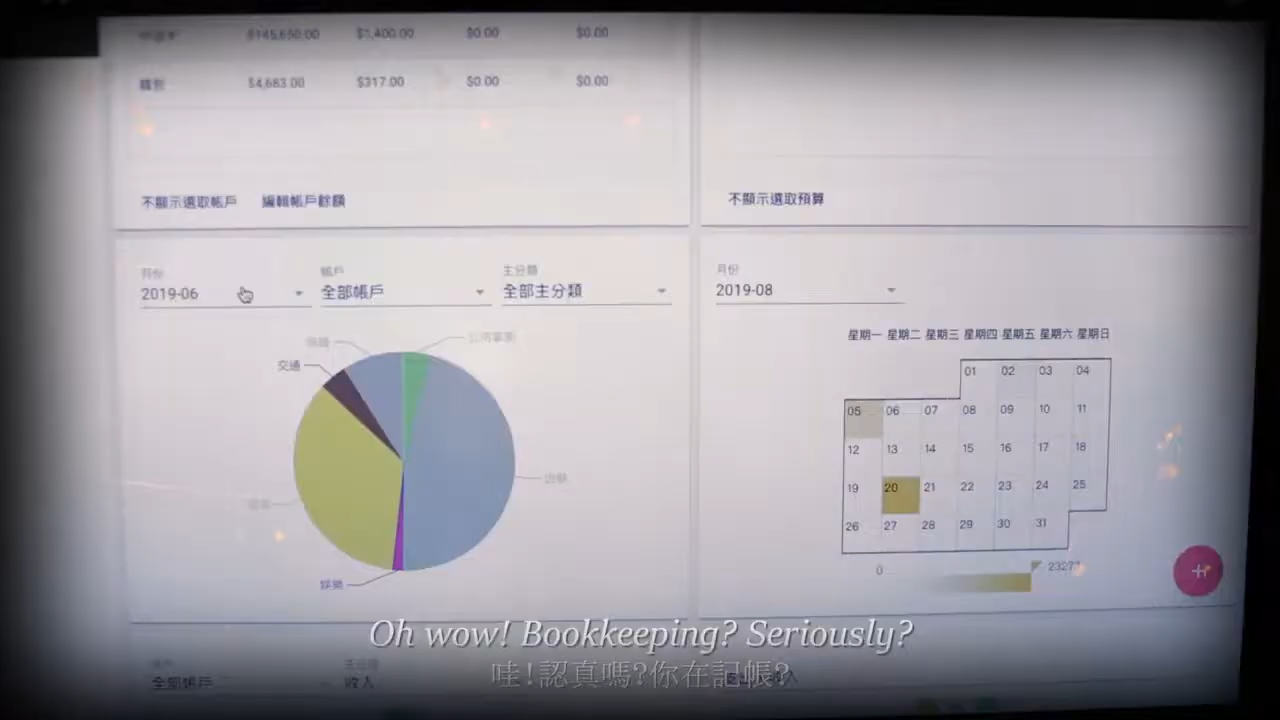 $145,650.00 $1,400.00 $0.00 $0.00
錢包 $4,683.00 $317.00 $0.00 $0.00
不顯示選取帳戶 編輯帳戶餘額
不顯示選取預算
月份 帳戶 主分類
2019-06 全部帳戶 全部主分類
月份
2019-08
交通
娛樂
星期一 星期二 星期三 星期四 星期五 星期六 星期日
01 02 03 04
05 06 07 08 09 10 11
12 13 14 15 16 17 18
19 20 21 22 23 24 25
26 27 28 29 30 31
0 23277
+
Oh wow! Bookkeeping? Seriously?
哇!認真嗎?你在記帳?
全部帳戶 收入